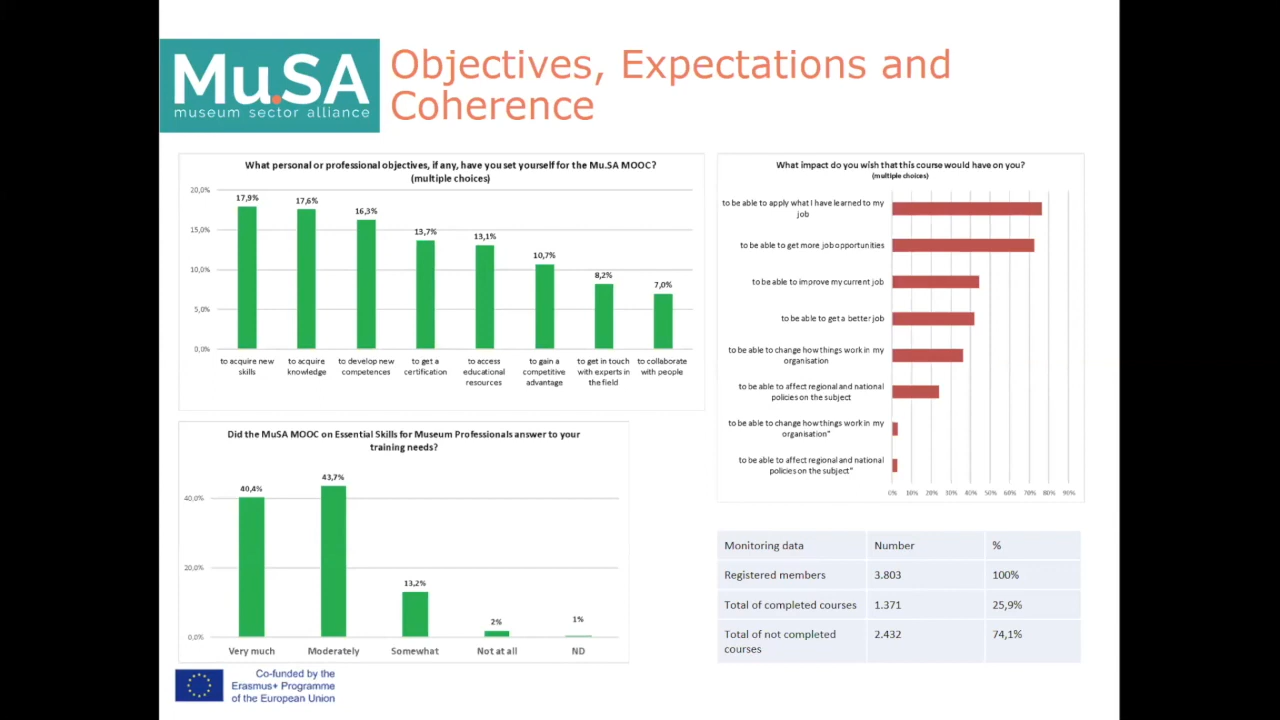 Mu.SA
museum sector alliance
Objectives, Expectations and
Coherence
What personal or professional objectives, if any, have you set yourself for the Mu.SA MOOC?
(multiple choices)
20,0%
15,0%
10,0%
5,0%
0,0%
17,9%
17,6%
16,3%
13,7%
13,1%
10,7%
8,2%
7,0%
to acquire new
skills
to acquire
knowledge
to develop new
competences
to get a
certification
to access
educational
resources
to gain a
competitive
advantage
to get in touch
with experts in
the field
to collaborate
with people
What impact do you wish that this course would have on you?
(multiple choices)
to be able to apply what I have learned to my
job
to be able to get more job opportunities
to be able to improve my current job
to be able to get a better job
to be able to change how things work in my
organisation
to be able to affect regional and national
policies on the subject
to be able to change how things work in my
organisation"
to be able to affect regional and national
policies on the subject"
0% 10% 20% 30% 40% 50% 60% 70% 80% 90%
Did the MuSA MOOC on Essential Skills for Museum Professionals answer to your
training needs?
40,0%
20,0%
0,0%
40,4%
43,7%
13,2%
2%
1%
Very much
Moderately
Somewhat
Not at all
ND
Monitoring data Number %
Registered members 3.803 100%
Total of completed courses 1.371 25,9%
Total of not completed 2.432 74,1%
courses
Co-funded by the
Erasmus+ Programme
of the European Union